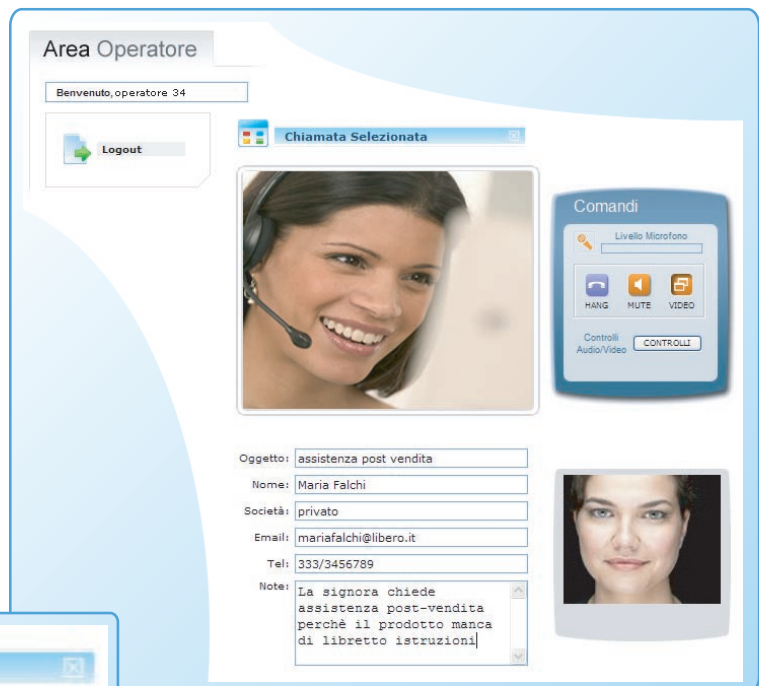 Area Operatore
Benvenuto, operatore 34
Logout
Chiamata Selezionata
Comandi
Livello Microfono
HANG MUTE VIDEO
Controlli
Audio/Video CONTROLLI
Oggetto: assistenza post vendita
Nome: Maria Falchi
Società: privato
Email: mariafalchi@libero.it
Tel: 333/3456789
Note: La signora chiede
assistenza post-vendita
perchè il prodotto manca
di libretto istruzioni